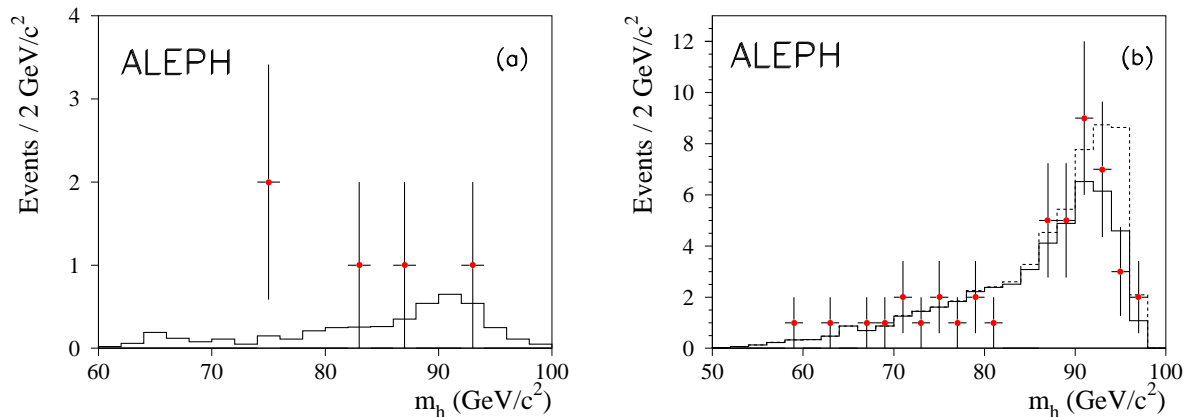 ALEPH (a)
Events / 2 GeV/c²
4
3
2
1
0
60 70 80 90 100
m_h (GeV/c²)
ALEPH (b)
Events / 2 GeV/c²
12
10
8
6
4
2
0
50 60 70 80 90 100
m_h (GeV/c²)